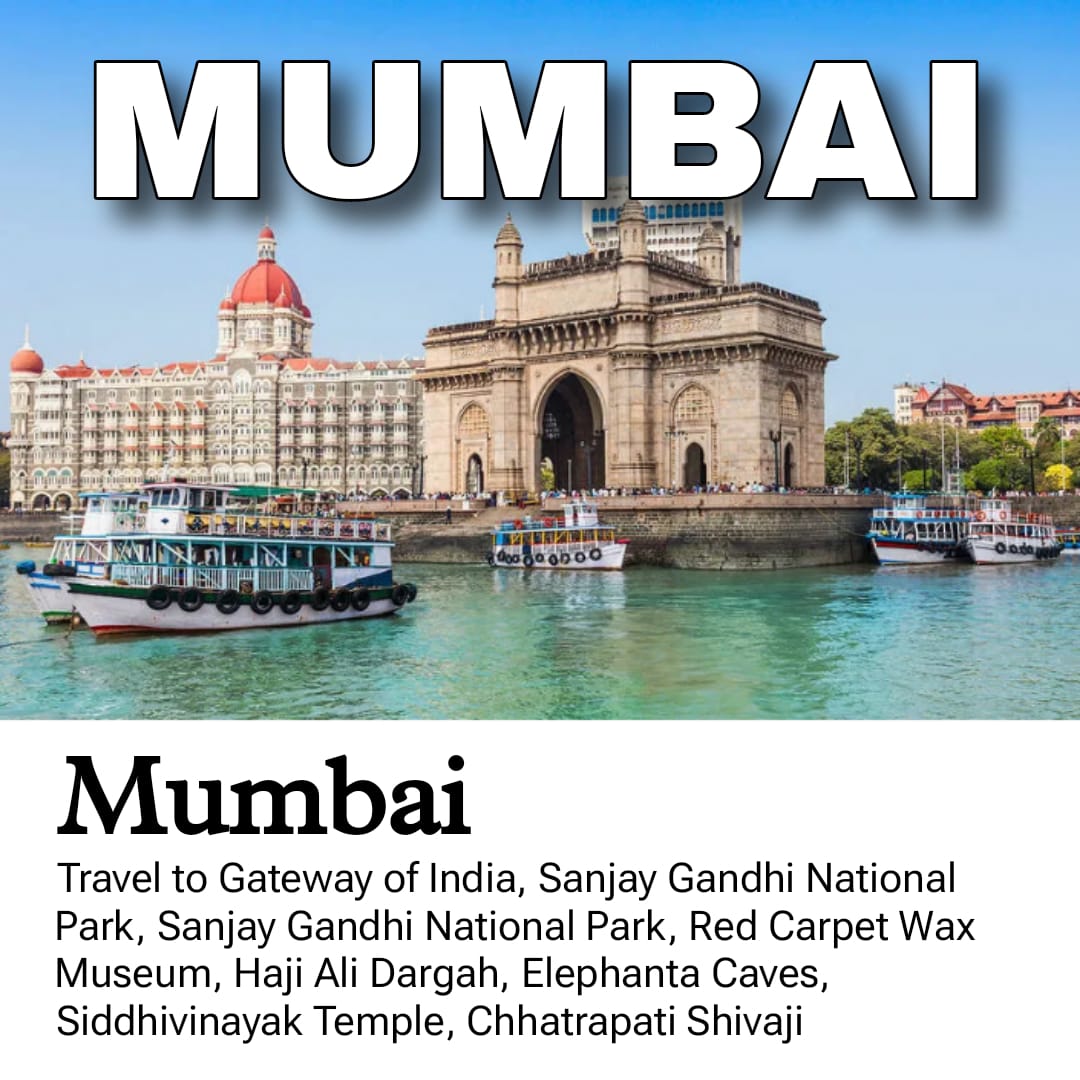 MUMBAI
Mumbai
Travel to Gateway of India, Sanjay Gandhi National
Park, Sanjay Gandhi National Park, Red Carpet Wax
Museum, Haji Ali Dargah, Elephanta Caves,
Siddhivinayak Temple, Chhatrapati Shivaji